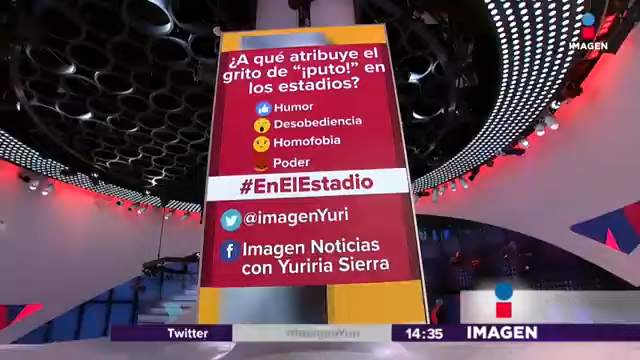 IMAGEN
¿A qué atribuye el
grito de “¡puto!” en
los estadios?
Humor
Desobediencia
Homofobia
Poder
#EnElEstadio
@imagenYuri
Imagen Noticias
con Yuriria Sierra
Twitter
#ImagenYuri
14:35
IMAGEN